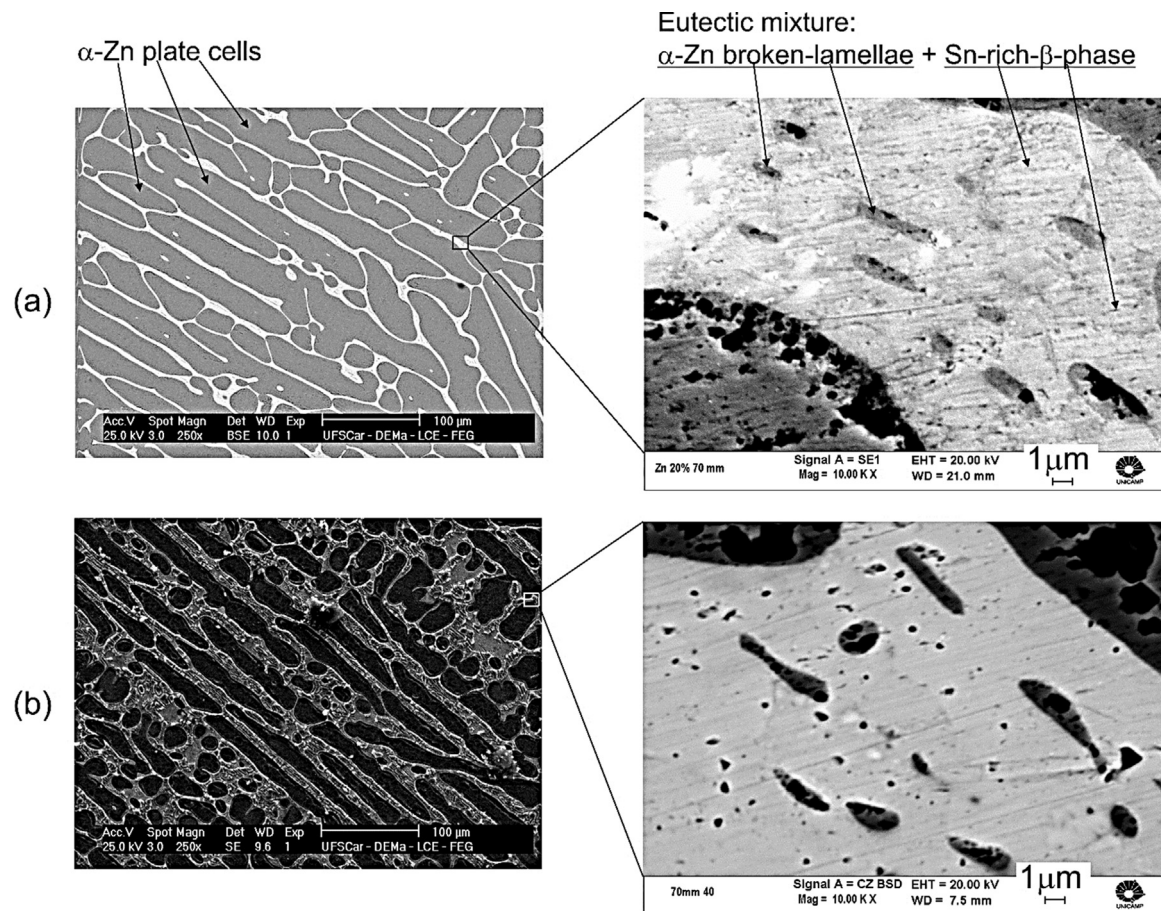 α-Zn plate cells
Eutectic mixture:
α-Zn broken-lamellae + Sn-rich-β-phase
(a)
Acc.V Spot Magn Det WD Exp
25.0 kV 3.0 250x BSE 10.0 1
100 µm
UFSCar - DEMa - LCE - FEG
Zn 20% 70 mm
Signal A = SE1 EHT = 20.00 kV
Mag = 10.00 K X WD = 21.0 mm
1µm
UNICAMP
(b)
Acc.V Spot Magn Det WD Exp
25.0 kV 3.0 250x SE 9.6 1
100 µm
UFSCar - DEMa - LCE - FEG
70mm 40
Signal A = CZ BSD EHT = 20.00 kV
Mag = 10.00 K X WD = 7.5 mm
1µm
UNICAMP